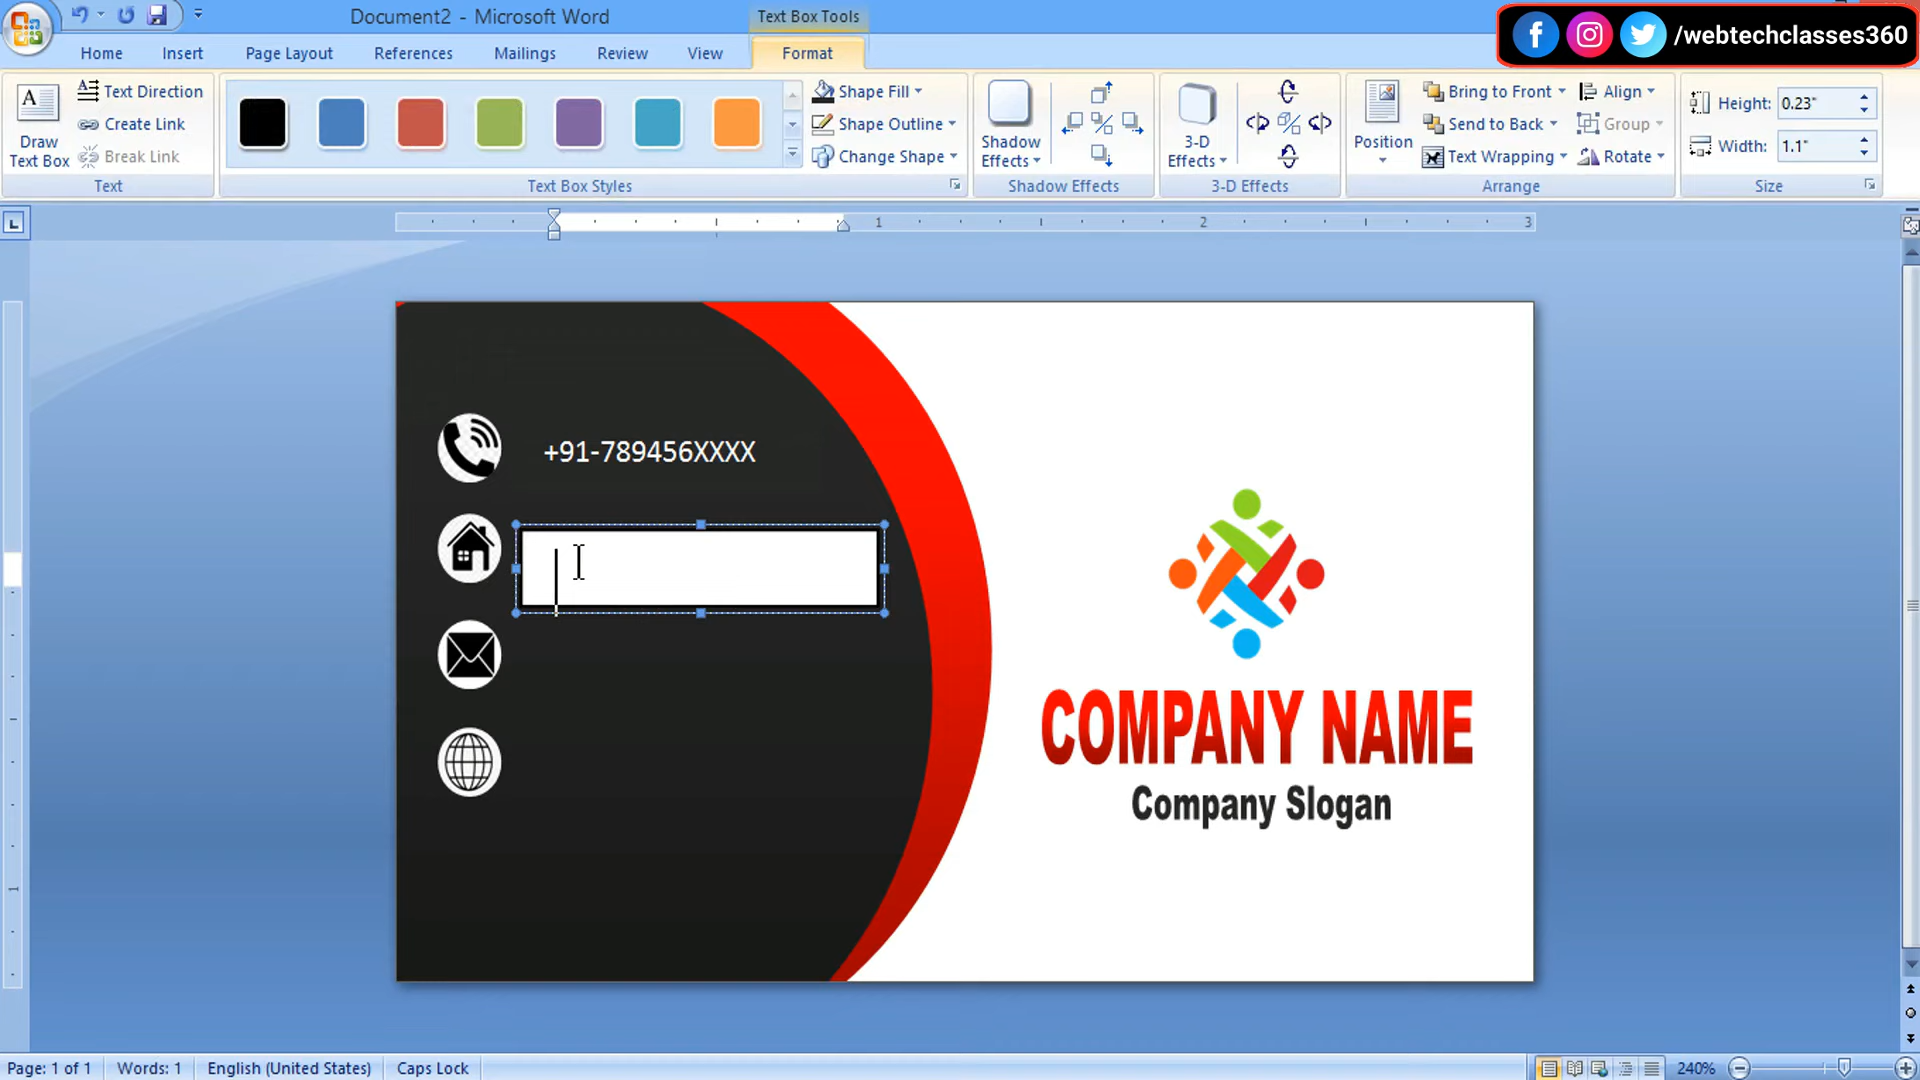 Document2 - Microsoft Word
Text Box Tools
/webtechclasses360
Home
Insert
Page Layout
References
Mailings
Review
View
Format
A
Draw
Text Box
Text Direction
Create Link
Break Link
Text
Shape Fill
Shape Outline
Change Shape
Text Box Styles
Shadow
Effects
Shadow Effects
3-D
Effects
3-D Effects
Position
Bring to Front
Send to Back
Text Wrapping
Align
Group
Rotate
Arrange
Height: 0.23"
Width: 1.1"
Size
1 2 3
+91-789456XXXX
COMPANY NAME
Company Slogan
1
Page: 1 of 1
Words: 1
English (United States)
Caps Lock
240%